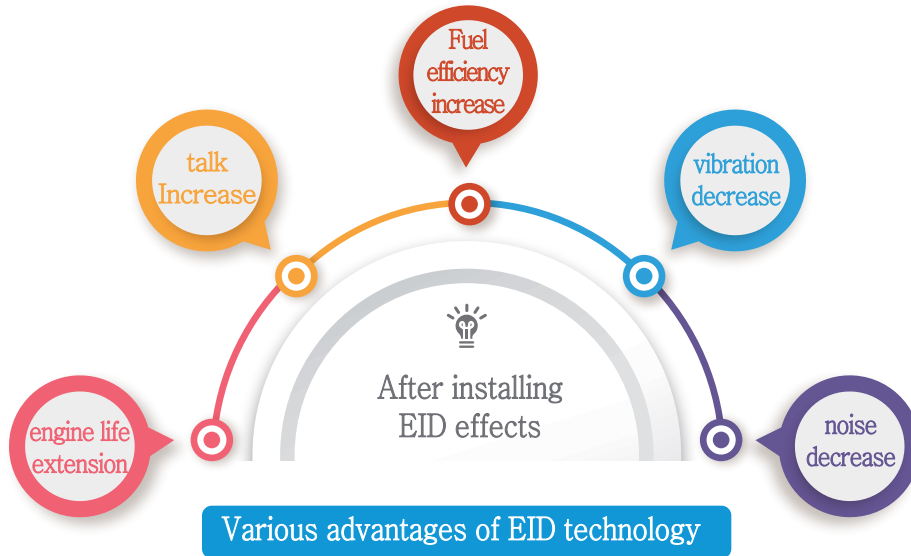 Fuel
efficiency
increase
talk
Increase
vibration
decrease
engine life
extension
After installing
EID effects
noise
decrease
Various advantages of EID technology